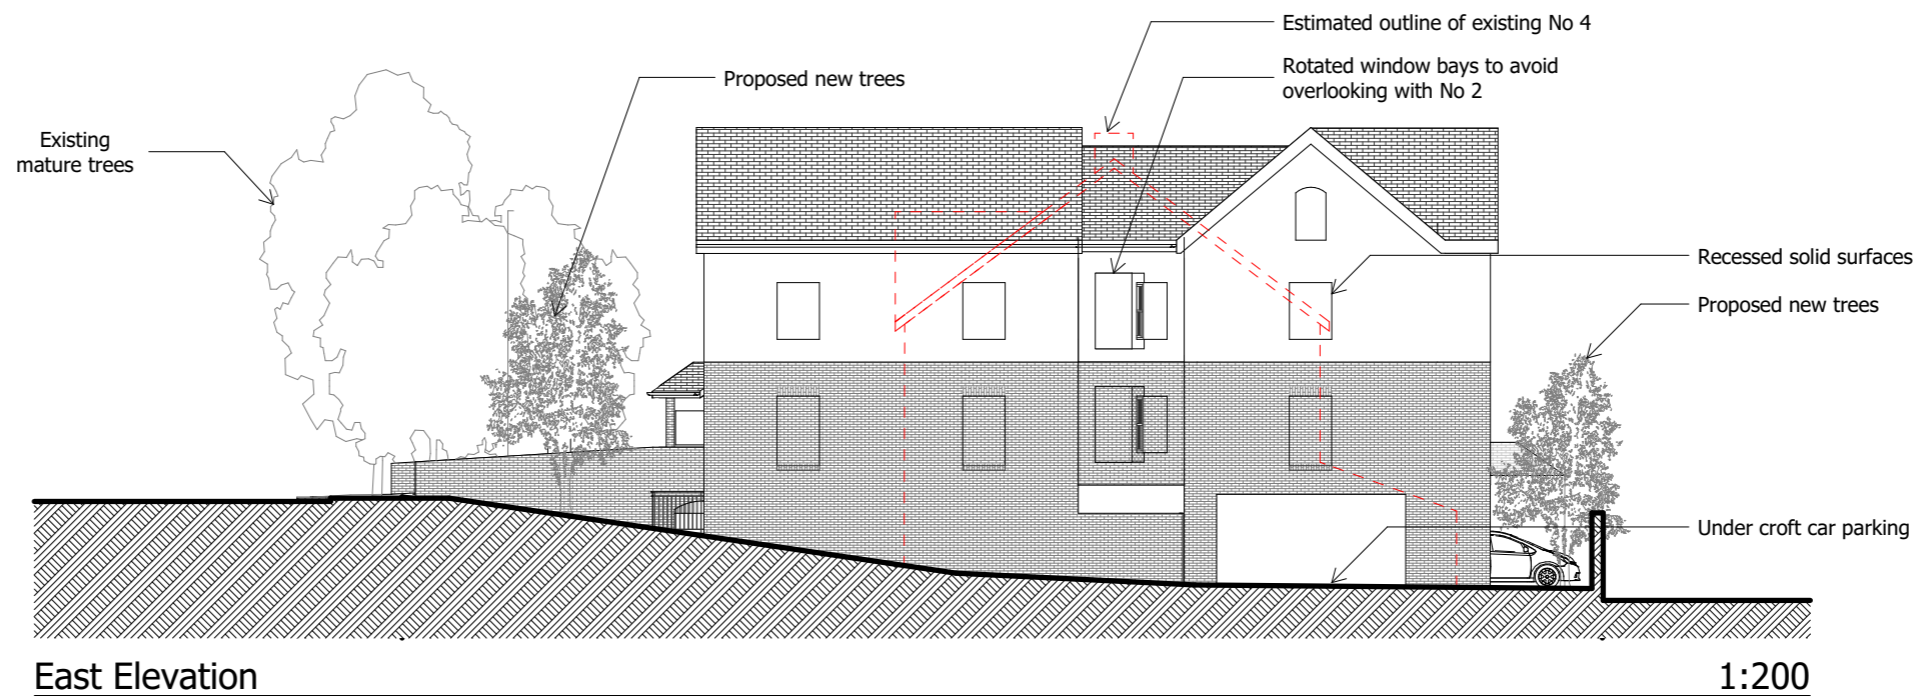 Estimated outline of existing No 4
Rotated window bays to avoid
overlooking with No 2
Proposed new trees
Existing
mature trees
Recessed solid surfaces
Proposed new trees
Under croft car parking
East Elevation
1:200